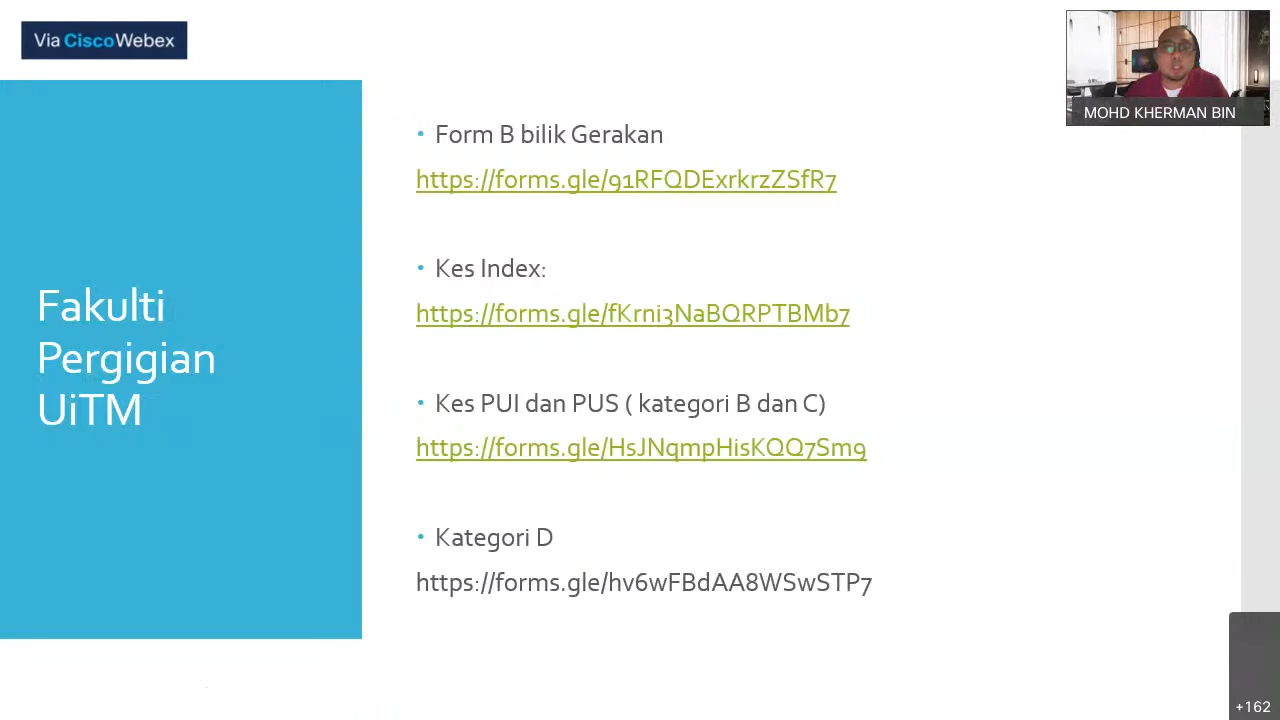 Via CiscoWebex
MOHD KHERMAN BIN
Fakulti
Pergigian
UiTM
• Form B bilik Gerakan
https://forms.gle/91RFQDExrkrzZSfR7
• Kes Index:
https://forms.gle/fKrni3NaBQRPTBMb7
• Kes PUI dan PUS ( kategori B dan C)
https://forms.gle/HsJNqmpHisKQQ7Sm9
• Kategori D
https://forms.gle/hv6wFBdAA8WSwSTP7
+162